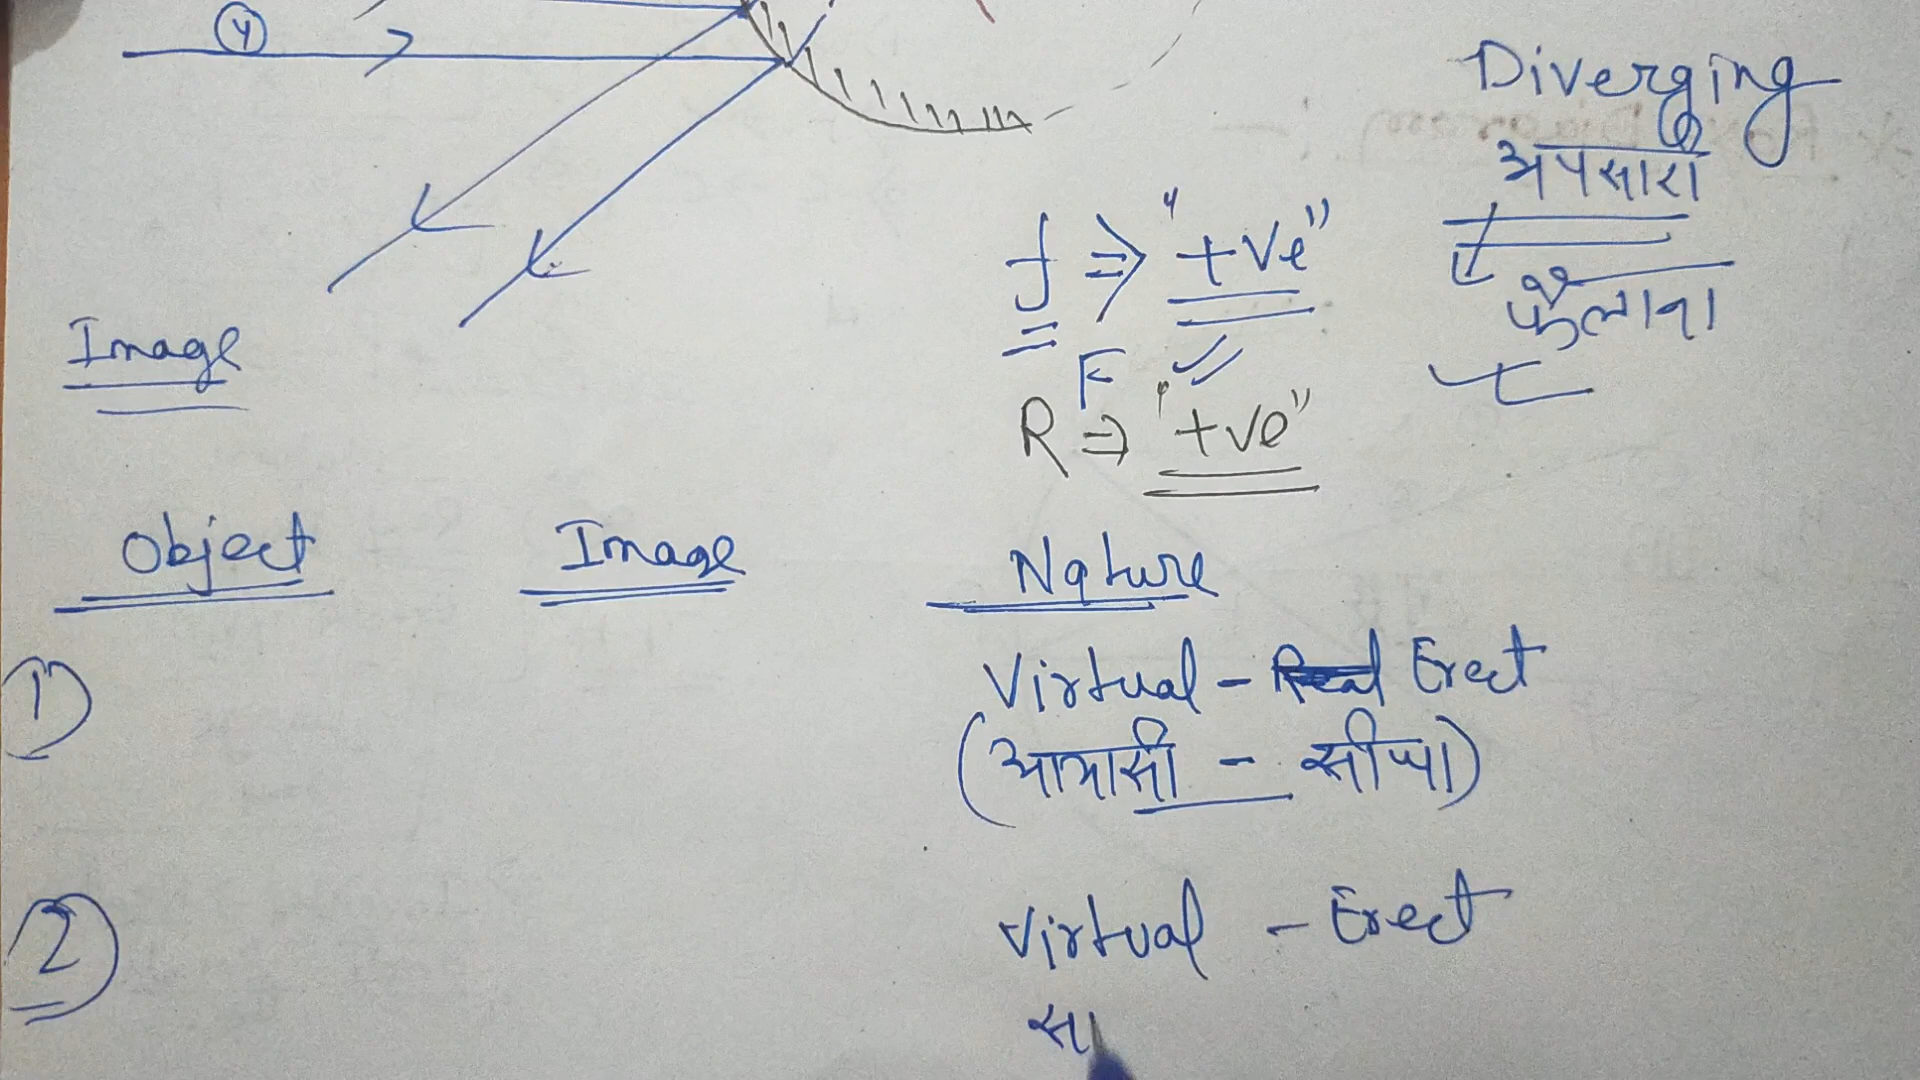 4
Diverging
अपसारी
f ⇒ "+ve"
फैलाना
Image
F
R ⇒ "+ve"
Object Image Nature
1) Virtual - Erect
(आभासी - सीधा)
2 Virtual - Erect
सा